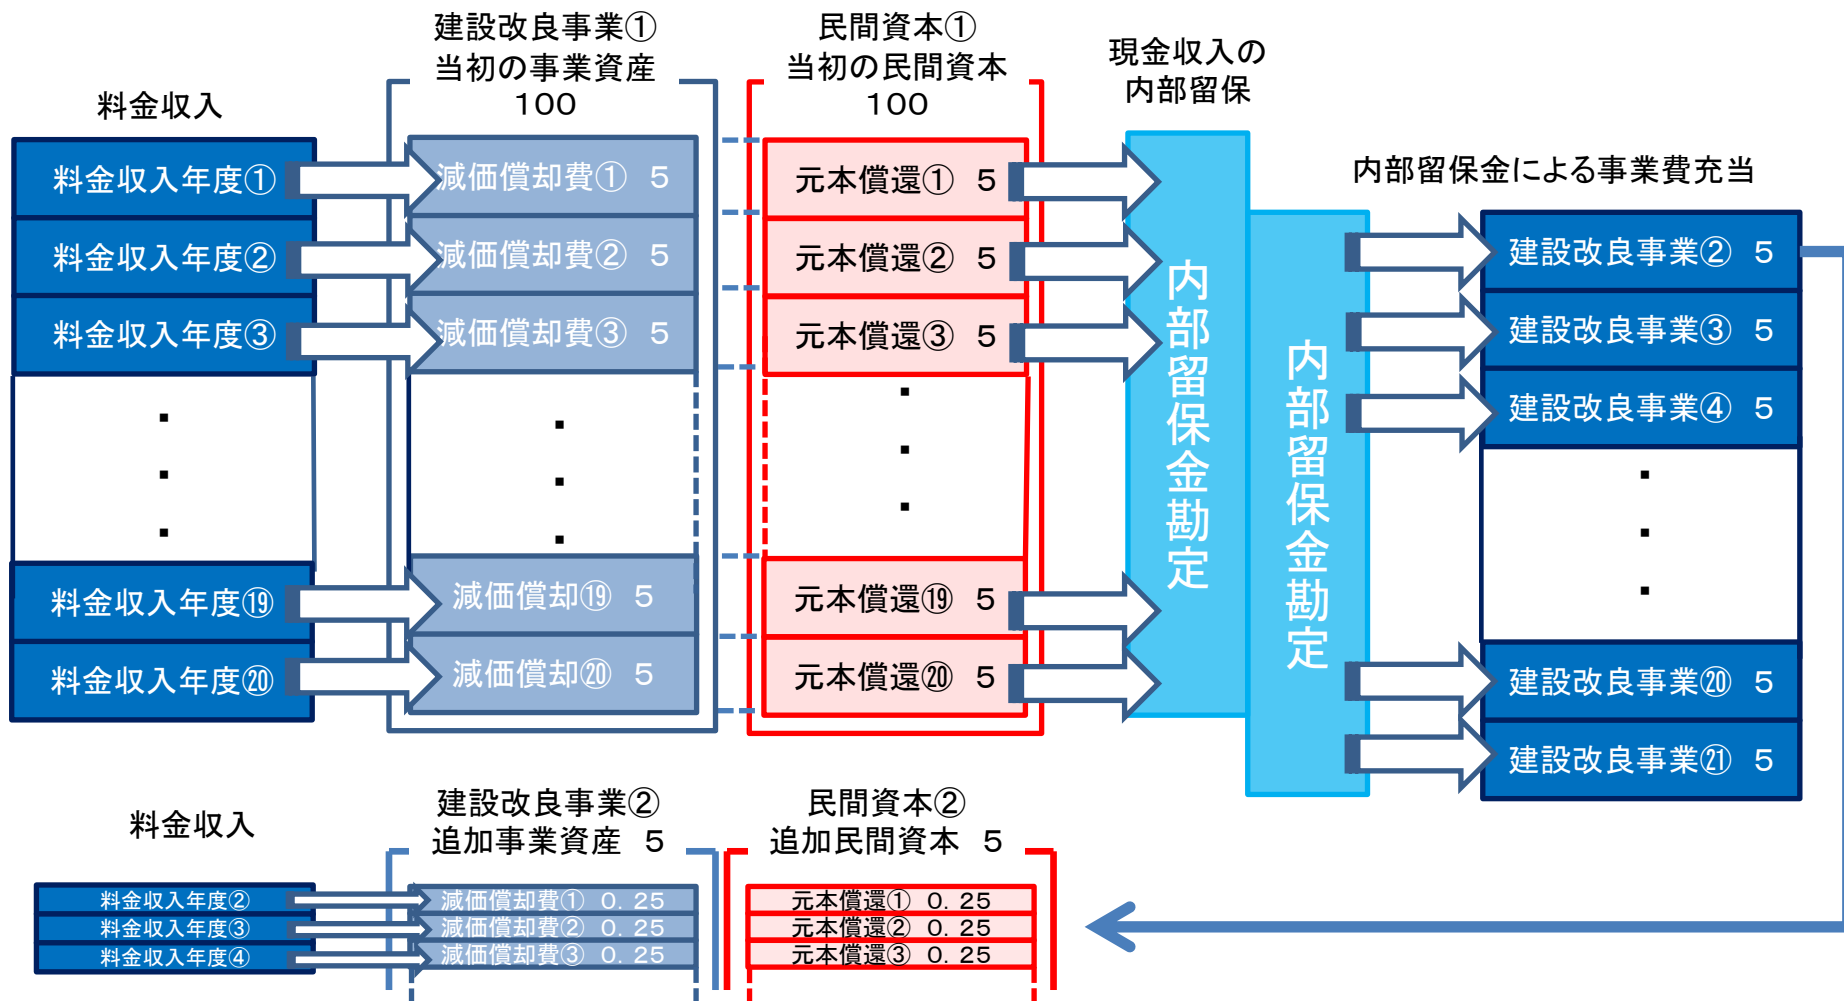 建設改良事業①
当初の事業資産
100
民間資本①
当初の民間資本
100
現金収入の
内部留保
料金収入
内部留保金による事業費充当
料金収入年度①
料金収入年度②
料金収入年度③
・
・
・
料金収入年度⑲
料金収入年度⑳
減価償却費① 5
減価償却費② 5
減価償却費③ 5
・
・
・
減価償却⑲ 5
減価償却⑳ 5
元本償還① 5
元本償還② 5
元本償還③ 5
・
・
・
元本償還⑲ 5
元本償還⑳ 5
内部留保金勘定
内部留保金勘定
建設改良事業② 5
建設改良事業③ 5
建設改良事業④ 5
・
・
・
建設改良事業⑳ 5
建設改良事業㉑ 5
料金収入
建設改良事業②
追加事業資産 5
民間資本②
追加民間資本 5
料金収入年度②
料金収入年度③
料金収入年度④
減価償却費① 0.25
減価償却費② 0.25
減価償却費③ 0.25
元本償還① 0.25
元本償還② 0.25
元本償還③ 0.25